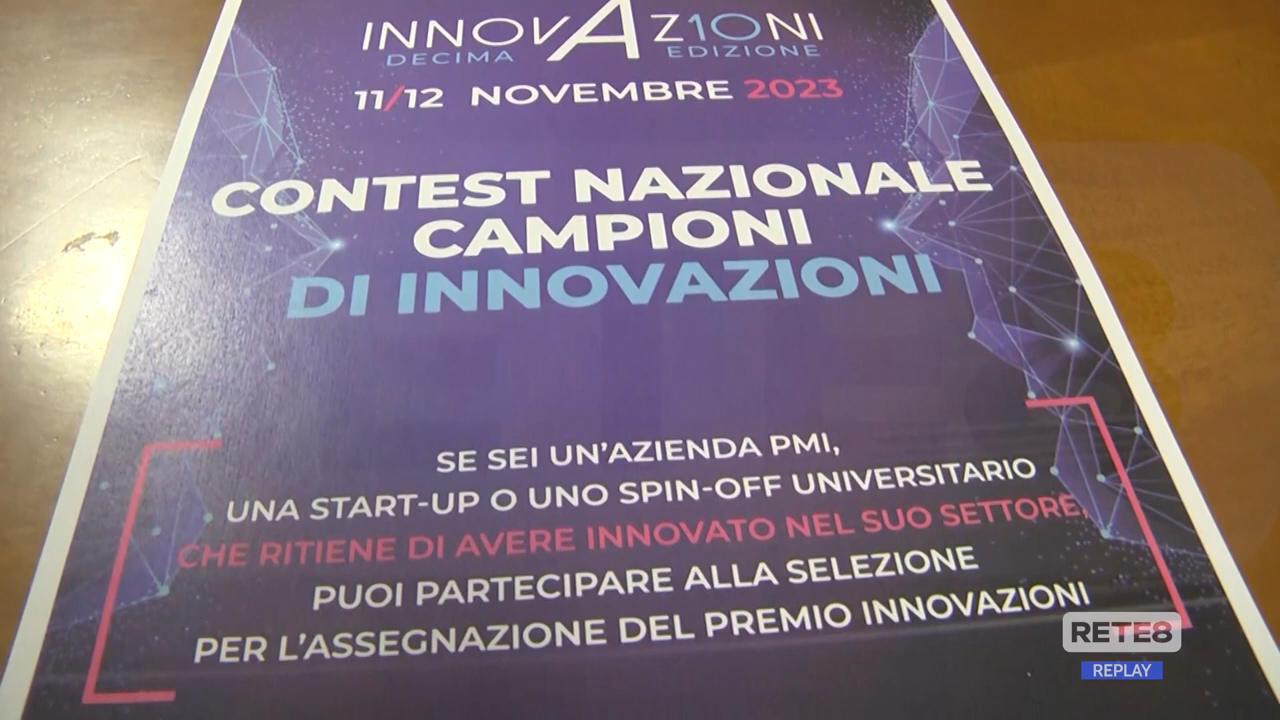 INNOVAZ10NI
DECIMA EDIZIONE
11/12 NOVEMBRE 2023
CONTEST NAZIONALE
CAMPIONI
DI INNOVAZIONI
SE SEI UN'AZIENDA PMI,
UNA START-UP O UNO SPIN-OFF UNIVERSITARIO
CHE RITIENE DI AVERE INNOVATO NEL SUO SETTORE,
PUOI PARTECIPARE ALLA SELEZIONE
PER L'ASSEGNAZIONE DEL PREMIO INNOVAZIONI
RETE8
REPLAY